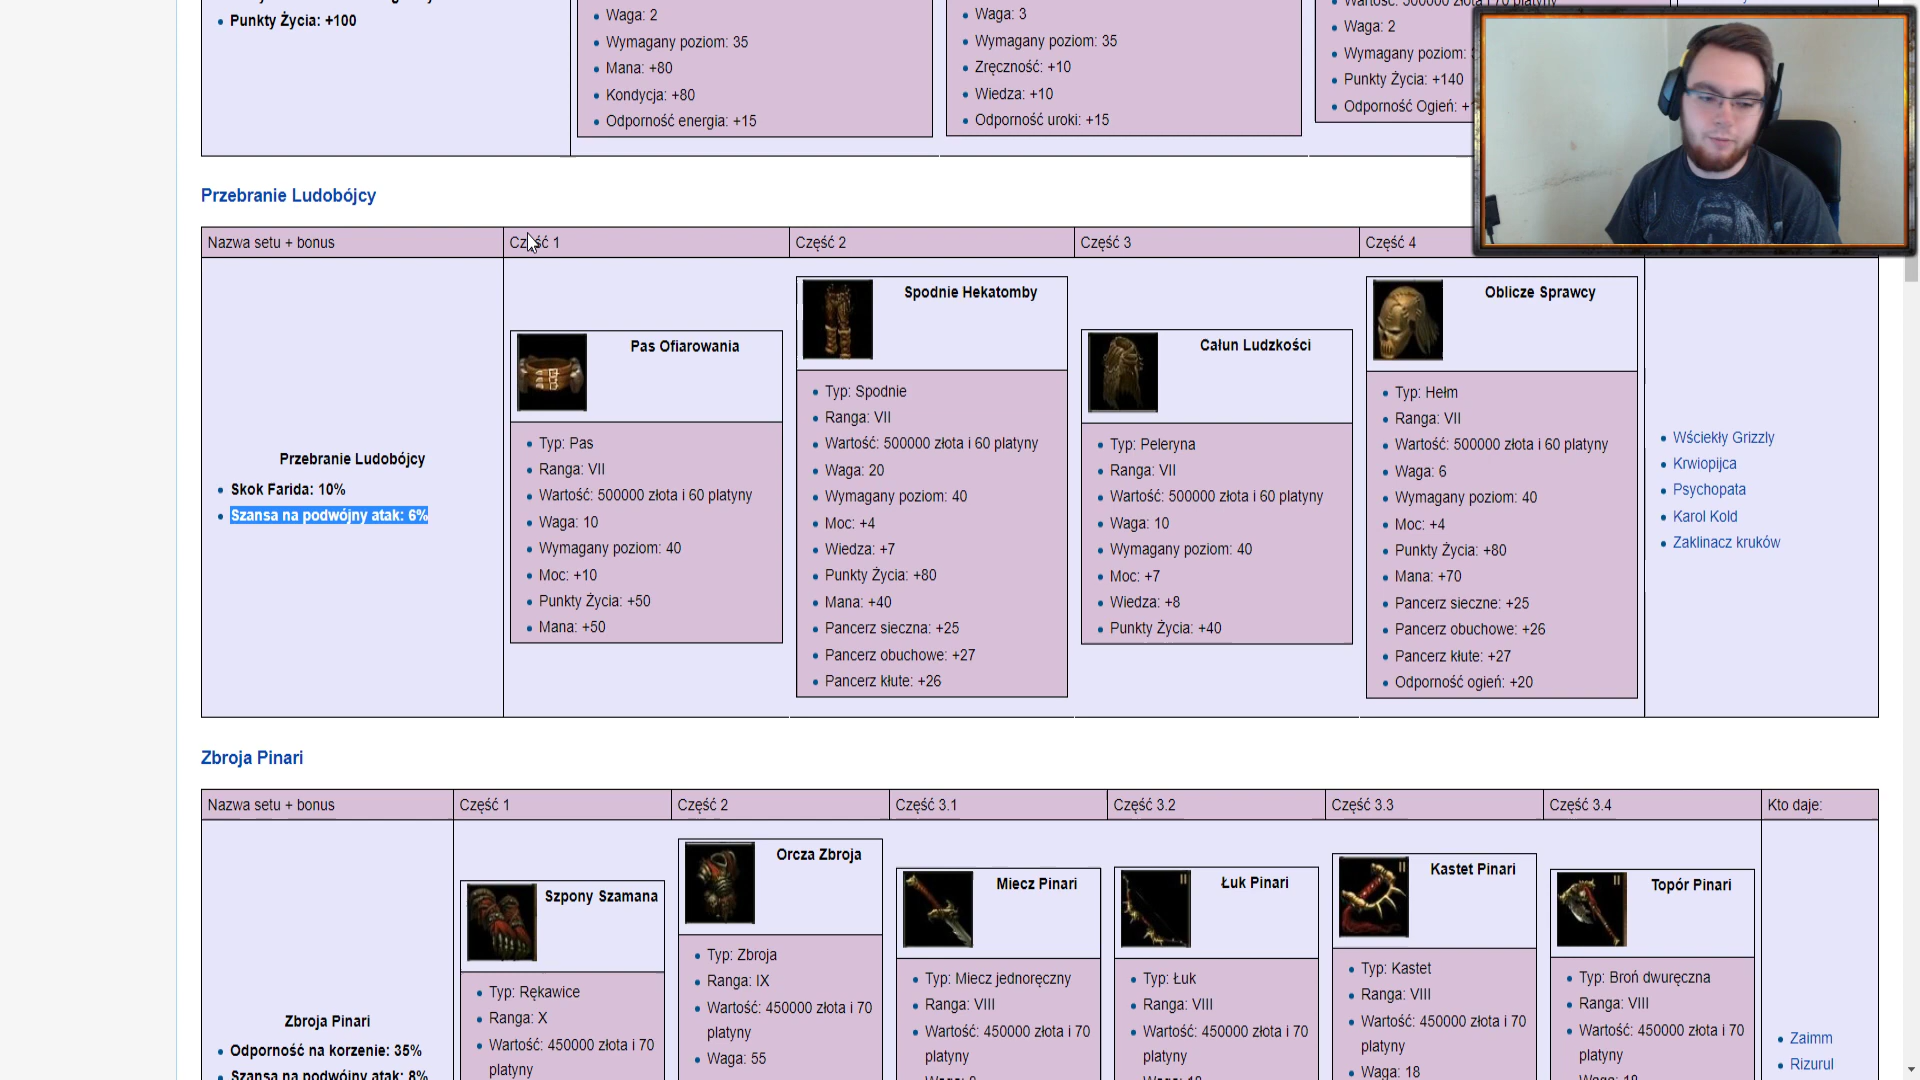 Punkty Życia: +100
Waga: 2
Wymagany poziom: 35
Mana: +80
Kondycja: +80
Odporność energia: +15
Waga: 3
Wymagany poziom: 35
Zręczność: +10
Wiedza: +10
Odporność uroki: +15
Wartość: 500000 złota i 70 platyny
Waga: 2
Wymagany poziom:
Punkty Życia: +140
Odporność Ogień:
Przebranie Ludobójcy
Nazwa setu + bonus
Część 1
Część 2
Część 3
Część 4
Przebranie Ludobójcy
Skok Farida: 10%
Szansa na podwójny atak: 6%
Pas Ofiarowania
Typ: Pas
Ranga: VII
Wartość: 500000 złota i 60 platyny
Waga: 10
Wymagany poziom: 40
Moc: +10
Punkty Życia: +50
Mana: +50
Spodnie Hekatomby
Typ: Spodnie
Ranga: VII
Wartość: 500000 złota i 60 platyny
Waga: 20
Wymagany poziom: 40
Moc: +4
Wiedza: +7
Punkty Życia: +80
Mana: +40
Pancerz sieczna: +25
Pancerz obuchowe: +27
Pancerz kłute: +26
Całun Ludzkości
Typ: Peleryna
Ranga: VII
Wartość: 500000 złota i 60 platyny
Waga: 10
Wymagany poziom: 40
Moc: +7
Wiedza: +8
Punkty Życia: +40
Oblicze Sprawcy
Typ: Hełm
Ranga: VII
Wartość: 500000 złota i 60 platyny
Waga: 6
Wymagany poziom: 40
Moc: +4
Punkty Życia: +80
Mana: +70
Pancerz sieczne: +25
Pancerz obuchowe: +26
Pancerz kłute: +27
Odporność ogień: +20
Wściekły Grizzly
Krwiopijca
Psychopata
Karol Kold
Zaklinacz kruków
Zbroja Pinari
Nazwa setu + bonus
Część 1
Część 2
Część 3.1
Część 3.2
Część 3.3
Część 3.4
Kto daje:
Zbroja Pinari
Odporność na korzenie: 35%
Szansa na podwójny atak: 8%
Szpony Szamana
Typ: Rękawice
Ranga: X
Wartość: 450000 złota i 70
platyny
Orcza Zbroja
Typ: Zbroja
Ranga: IX
Wartość: 450000 złota i 70
platyny
Waga: 55
Miecz Pinari
Typ: Miecz jednoręczny
Ranga: VIII
Wartość: 450000 złota i 70
platyny
Łuk Pinari
Typ: Łuk
Ranga: VIII
Wartość: 450000 złota i 70
platyny
Waga: 18
Kastet Pinari
Typ: Kastet
Ranga: VIII
Wartość: 450000 złota i 70
platyny
Waga: 18
Topór Pinari
Typ: Broń dwuręczna
Ranga: VIII
Wartość: 450000 złota i 70
platyny
Waga: 18
Zaimm
Rizurul